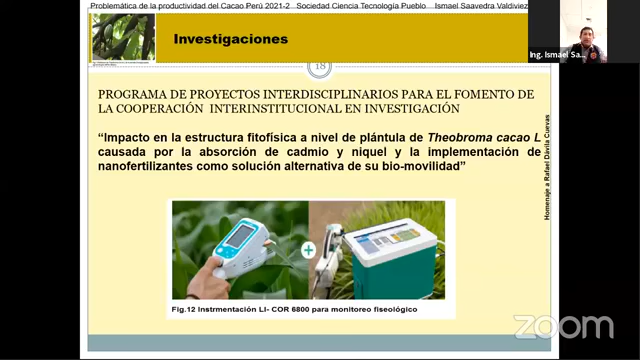 Problemática de la productividad del Cacao Perú 2021-2 Sociedad Ciencia Tecnología Pueblo Ismael Saavedra Valdiviez
Investigaciones
18
PROGRAMA DE PROYECTOS INTERDISCIPLINARIOS PARA EL FOMENTO DE
LA COOPERACIÓN INTERINSTITUCIONAL EN INVESTIGACIÓN
“Impacto en la estructura fitofísica a nivel de plántula de Theobroma cacao L
causada por la absorción de cadmio y niquel y la implementación de
nanofertilizantes como solución alternativa de su bio-movilidad”
Fig.12 Instrmentación LI- COR 6800 para monitoreo fiseológico
Homenaje a Rafael Dávila Cuevas
Ing. Ismael Sa...
zoom